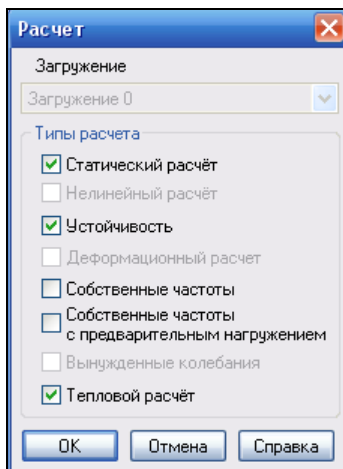 Расчет
Загружение
Загружение 0
Типы расчета
Статический расчёт
Нелинейный расчёт
Устойчивость
Деформационный расчет
Собственные частоты
Собственные частоты
с предварительным нагружением
Вынужденные колебания
Тепловой расчёт
ОК Отмена Справка